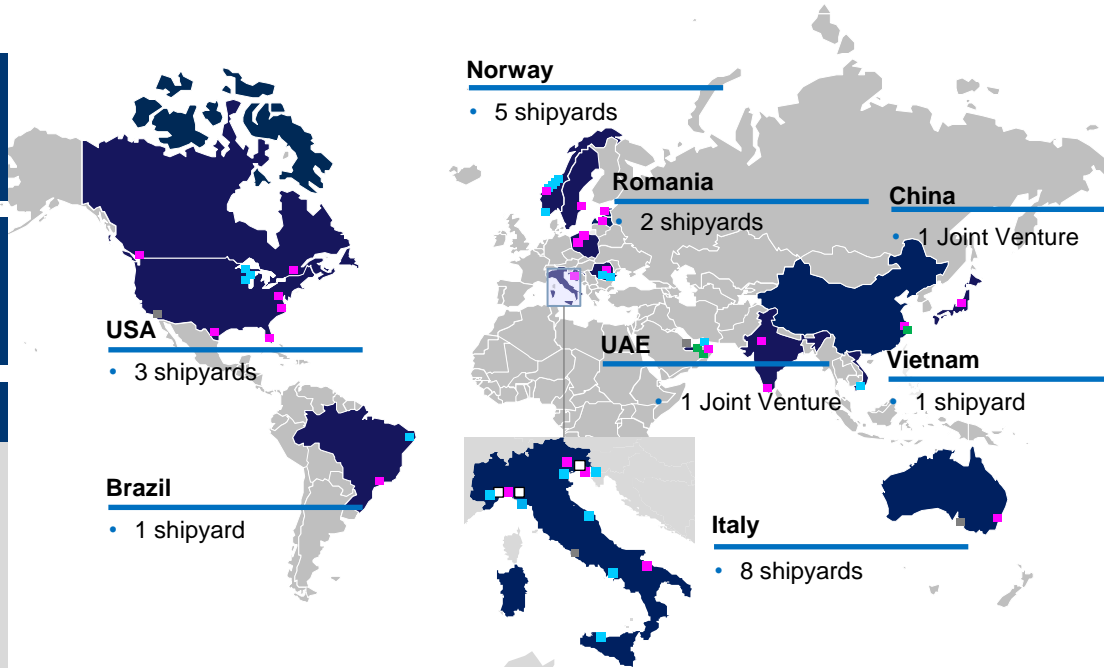 Norway
• 5 shipyards
Romania
• 2 shipyards
China
• 1 Joint Venture
USA
• 3 shipyards
UAE
• 1 Joint Venture
Vietnam
• 1 shipyard
Brazil
• 1 shipyard
Italy
• 8 shipyards